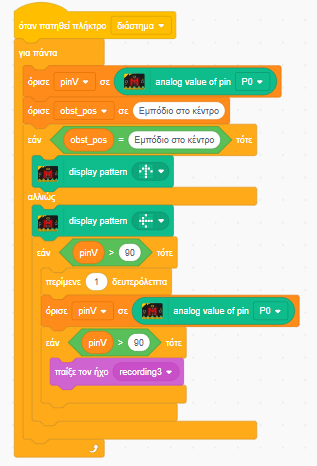 όταν πατηθεί πλήκτρο διάστημα
για πάντα
όρισε pinV σε analog value of pin P0
όρισε obst_pos σε Εμπόδιο στο κέντρο
εάν obst_pos = Εμπόδιο στο κέντρο τότε
display pattern
αλλιώς
display pattern
εάν pinV > 90 τότε
περίμενε 1 δευτερόλεπτα
όρισε pinV σε analog value of pin P0
εάν pinV > 90 τότε
παίξε τον ήχο recording3